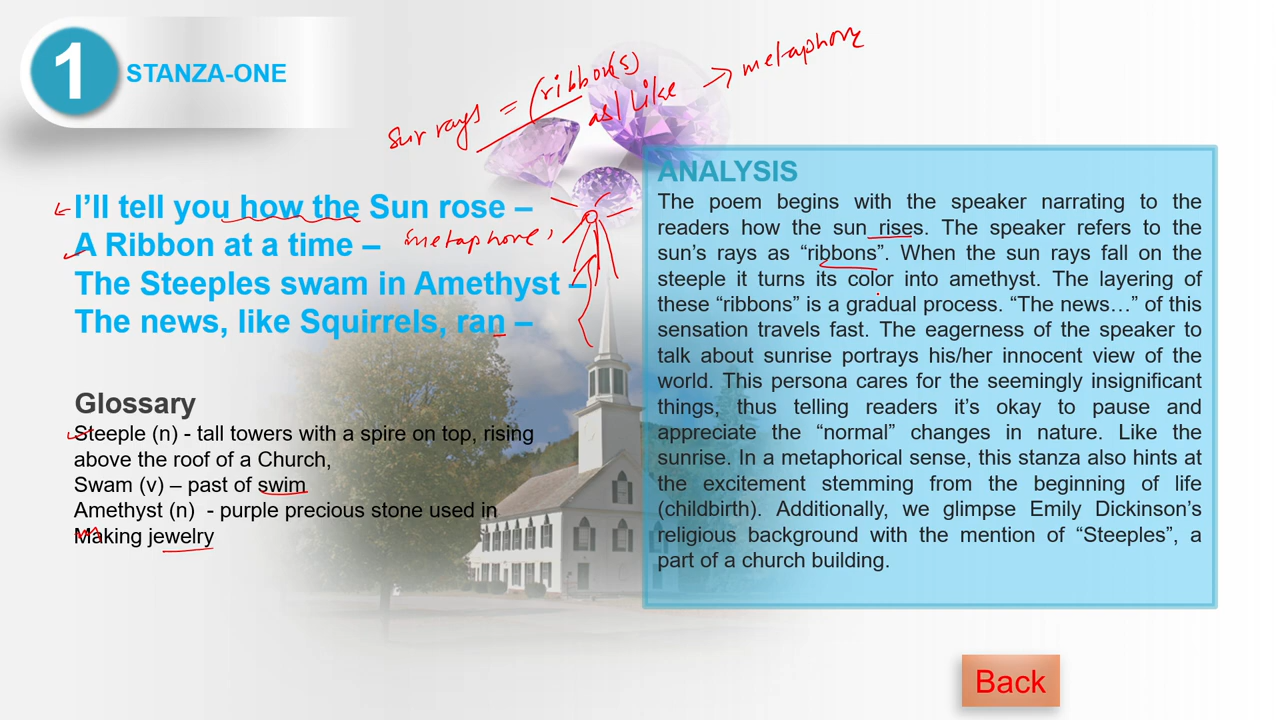 1
STANZA-ONE
Sun rays = (ribbon(s)
as/like → metaphore
I'll tell you how the Sun rose –
A Ribbon at a time – metaphore,
The Steeples swam in Amethyst –
The news, like Squirrels, ran –
Glossary
Steeple (n) - tall towers with a spire on top, rising
above the roof of a Church,
Swam (v) – past of swim
Amethyst (n) - purple precious stone used in
Making jewelry
ANALYSIS
The poem begins with the speaker narrating to the
readers how the sun rises. The speaker refers to the
sun's rays as “ribbons”. When the sun rays fall on the
steeple it turns its color into amethyst. The layering of
these “ribbons” is a gradual process. “The news…” of this
sensation travels fast. The eagerness of the speaker to
talk about sunrise portrays his/her innocent view of the
world. This persona cares for the seemingly insignificant
things, thus telling readers it's okay to pause and
appreciate the “normal” changes in nature. Like the
sunrise. In a metaphorical sense, this stanza also hints at
the excitement stemming from the beginning of life
(childbirth). Additionally, we glimpse Emily Dickinson's
religious background with the mention of “Steeples”, a
part of a church building.
Back